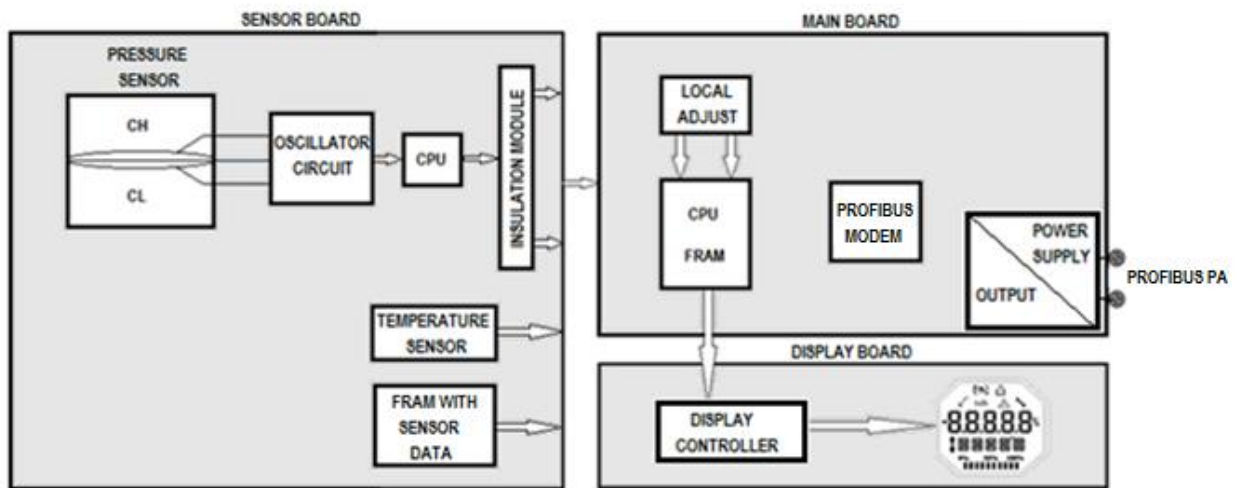 SENSOR BOARD
PRESSURE
SENSOR
CH
CL
OSCILLATOR
CIRCUIT
CPU
INSULATION MODULE
TEMPERATURE
SENSOR
FRAM WITH
SENSOR
DATA
MAIN BOARD
LOCAL
ADJUST
CPU
FRAM
PROFIBUS
MODEM
POWER
SUPPLY
OUTPUT
PROFIBUS PA
DISPLAY BOARD
DISPLAY
CONTROLLER
88888